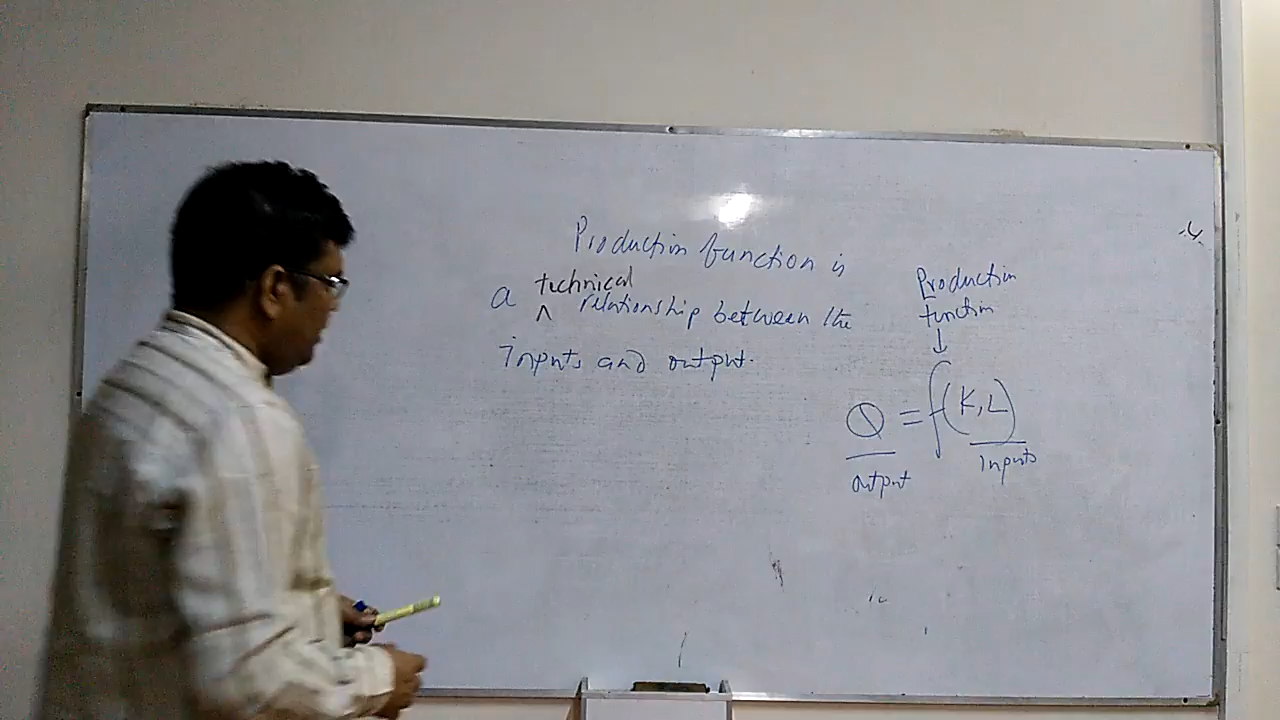 Production function is
a technical relationship between the
inputs and output.
Production
function
↓
Q = f(K,L)
output
inputs